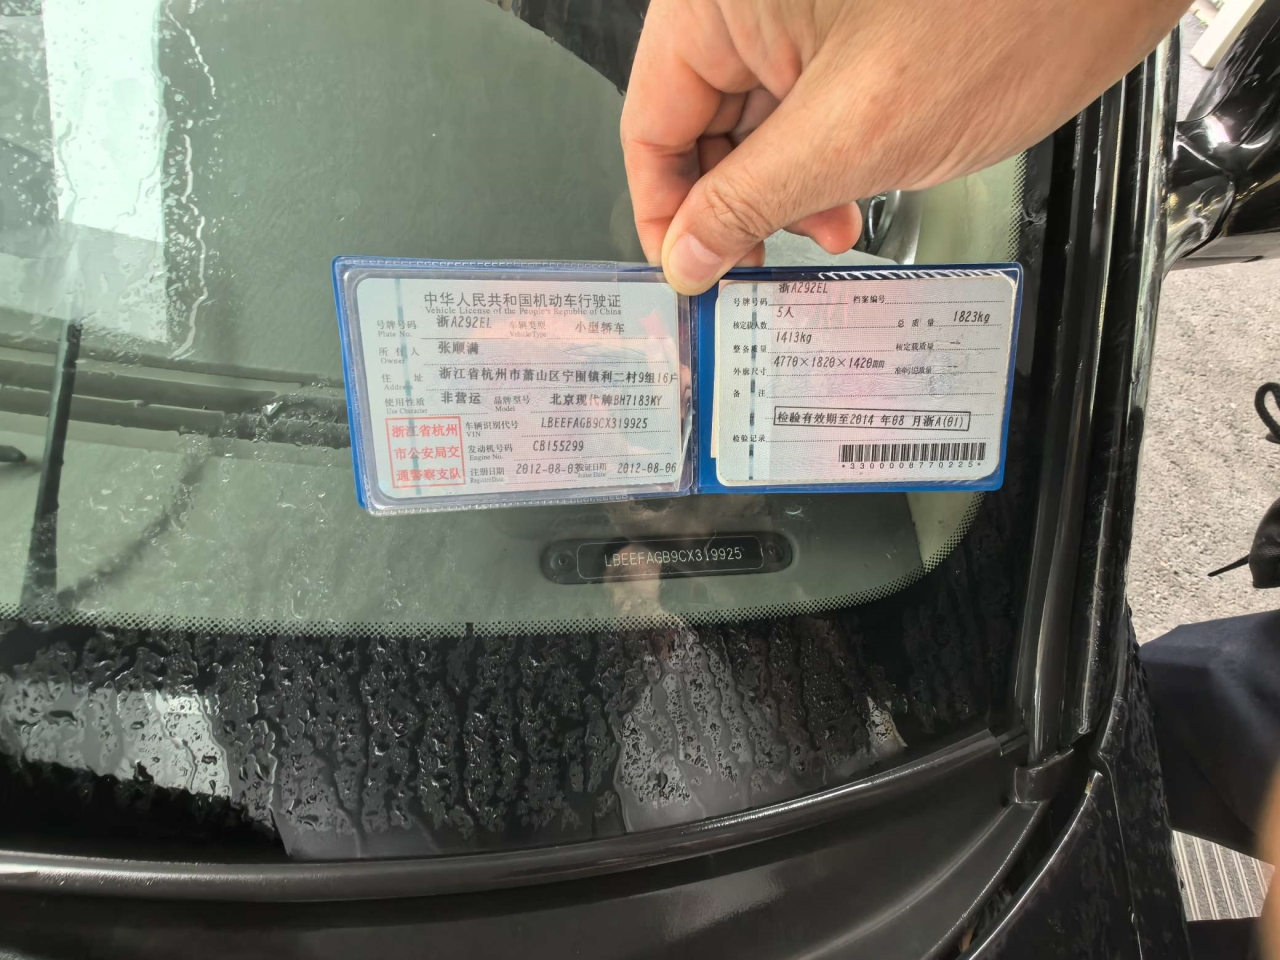 中华人民共和国机动车行驶证
Vehicle License of the People's Republic of China
号牌号码 浙A292EL 车辆类型 小型轿车
Plate No. Vehicle Type
所有人 张顺满
Owner
住址 浙江省杭州市萧山区宁围镇利二村9组16户
Address
使用性质 非营运 品牌型号 北京现代牌BH7183MY
Use Character Model
浙江省杭州
市公安局交
通警察支队
车辆识别代号 LBEEFAGB9CX319925
VIN
发动机号码 CB155299
Engine No.
注册日期 2012-08-03 发证日期 2012-08-06
Register Date Issue Date
号牌号码 浙A292EL 档案编号
核定载人数 5人 总质量 1823kg
整备质量 1413kg 核定载质量 --
外廓尺寸 4770×1820×1420mm 准牵引总质量 --
备注
检验有效期至2014年08月浙A(01)
检验记录
*3300008770225*
LBEEFAGB9CX319925